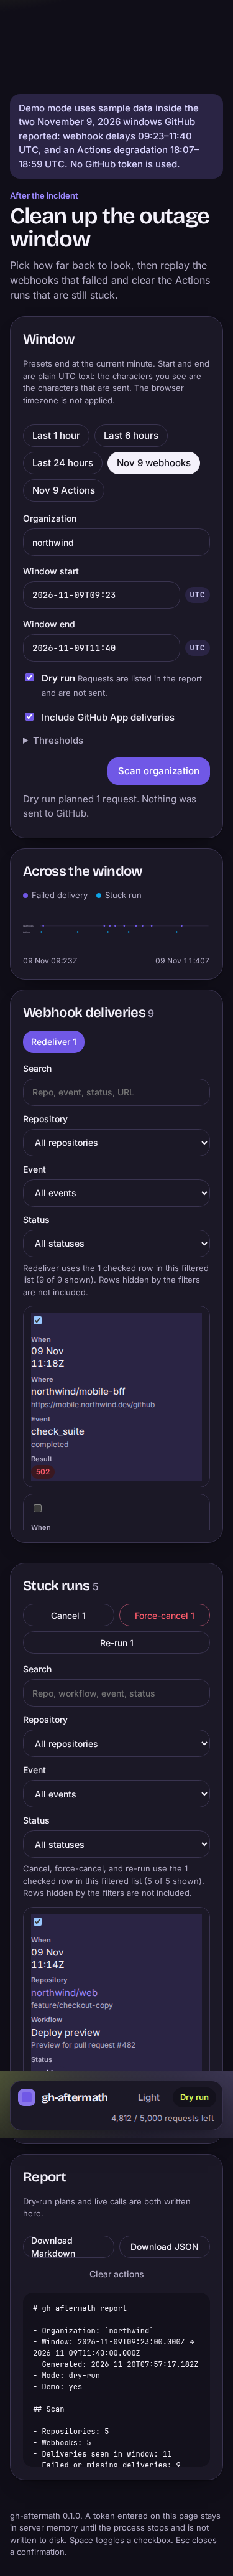 Demo mode uses sample data inside the
two November 9, 2026 windows GitHub
reported: webhook delays 09:23–11:40
UTC, and an Actions degradation 18:07–
18:59 UTC. No GitHub token is used.
After the incident
Clean up the outage
window
Pick how far back to look, then replay the
webhooks that failed and clear the Actions
runs that are still stuck.
Window
Presets end at the current minute. Start and end
are plain UTC text: the characters you see are
the characters that are sent. The browser
timezone is not applied.
Last 1 hour
Last 6 hours
Last 24 hours
Nov 9 webhooks
Nov 9 Actions
Organization
northwind
Window start
2026-11-09T09:23
UTC
Window end
2026-11-09T11:40
UTC
Dry run Requests are listed in the report
and are not sent.
Include GitHub App deliveries
Thresholds
Scan organization
Dry run planned 1 request. Nothing was
sent to GitHub.
Across the window
Failed delivery
Stuck run
09 Nov 09:23Z
09 Nov 11:40Z
Webhook deliveries 9
Redeliver 1
Search
Repo, event, status, URL
Repository
All repositories
Event
All events
Status
All statuses
Redeliver uses the 1 checked row in this filtered
list (9 of 9 shown). Rows hidden by the filters
are not included.
When
09 Nov
11:18Z
Where
northwind/mobile-bff
https://mobile.northwind.dev/github
Event
check_suite
completed
Result
502
When
Stuck runs 5
Cancel 1
Force-cancel 1
Re-run 1
Search
Repo, workflow, event, status
Repository
All repositories
Event
All events
Status
All statuses
Cancel, force-cancel, and re-run use the 1
checked row in this filtered list (5 of 5 shown).
Rows hidden by the filters are not included.
When
09 Nov
11:14Z
Repository
northwind/web
feature/checkout-copy
Workflow
Deploy preview
Preview for pull request #482
Status
gh-aftermath
Light
Dry run
4,812 / 5,000 requests left
Report
Dry-run plans and live calls are both written
here.
Download
Markdown
Download JSON
Clear actions
# gh-aftermath report
- Organization: `northwind`
- Window: 2026-11-09T09:23:00.000Z →
2026-11-09T11:40:00.000Z
- Generated: 2026-11-20T07:57:17.182Z
- Mode: dry-run
- Demo: yes
## Scan
- Repositories: 5
- Webhooks: 5
- Deliveries seen in window: 11
- Failed or missing deliveries: 9
gh-aftermath 0.1.0. A token entered on this page stays
in server memory until the process stops and is not
written to disk. Space toggles a checkbox. Esc closes
a confirmation.